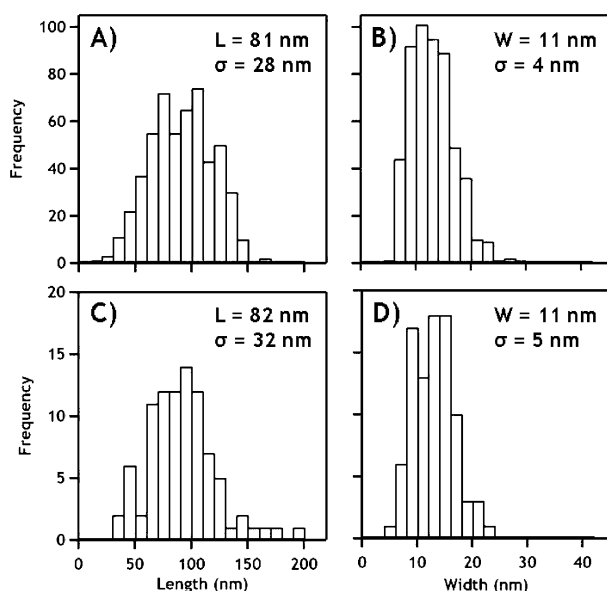 A)
L = 81 nm
σ = 28 nm
B)
W = 11 nm
σ = 4 nm
Frequency
100
80
60
40
20
0
C)
L = 82 nm
σ = 32 nm
D)
W = 11 nm
σ = 5 nm
Frequency
20
15
10
5
0
0 50 100 150 200
0 10 20 30 40
Length (nm)
Width (nm)